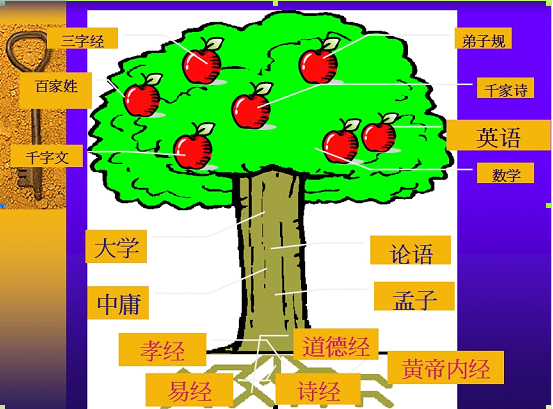 三字经
弟子规
百家姓
千家诗
英语
千字文
数学
大学
论语
中庸
孟子
孝经
道德经
黄帝内经
易经
诗经